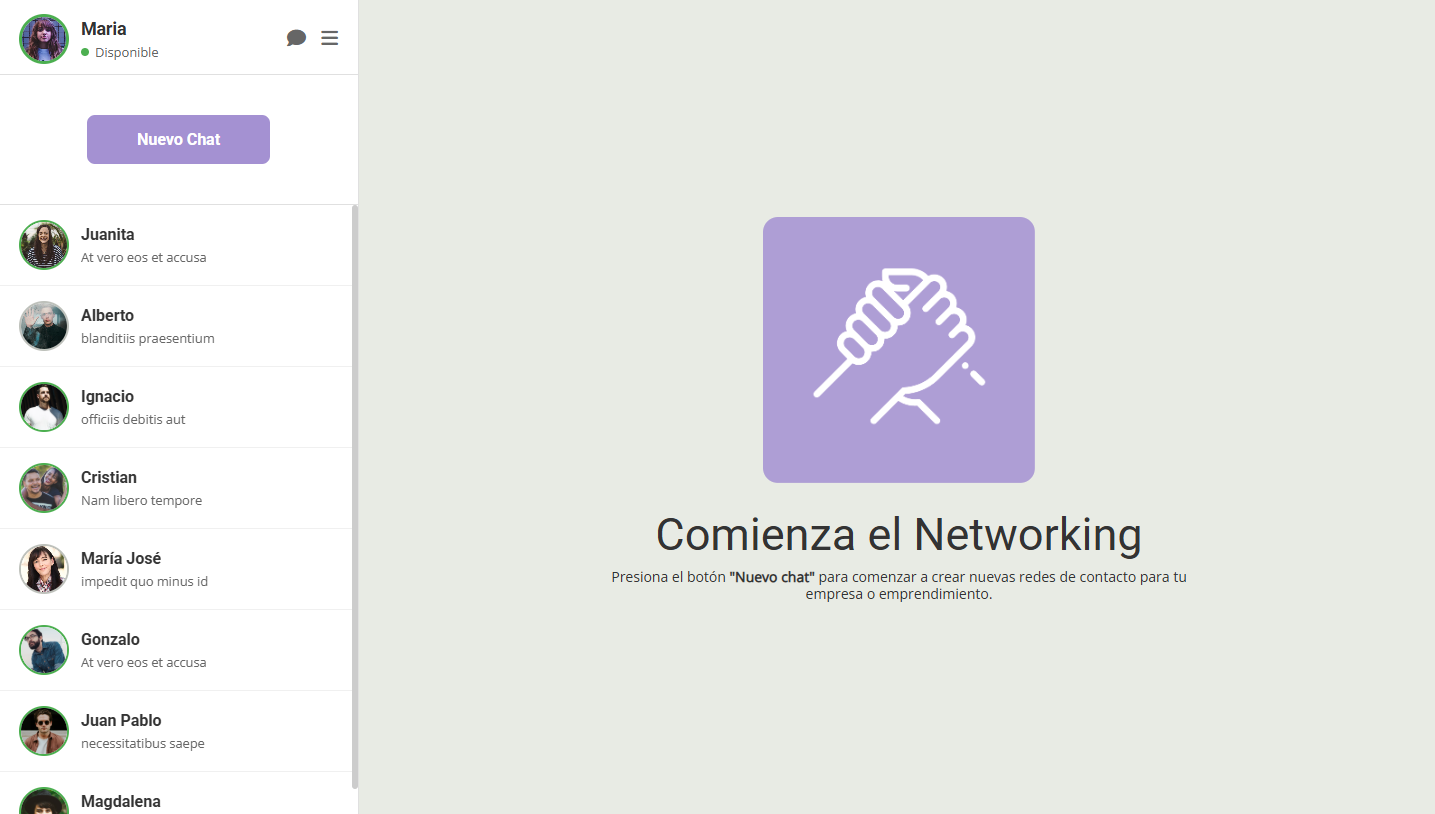 Maria
Disponible
Nuevo Chat
Juanita
At vero eos et accusa
Alberto
blanditiis praesentium
Ignacio
officiis debitis aut
Cristian
Nam libero tempore
María José
impedit quo minus id
Gonzalo
At vero eos et accusa
Juan Pablo
necessitatibus saepe
Magdalena
Comienza el Networking
Presiona el botón "Nuevo chat" para comenzar a crear nuevas redes de contacto para tu
empresa o emprendimiento.